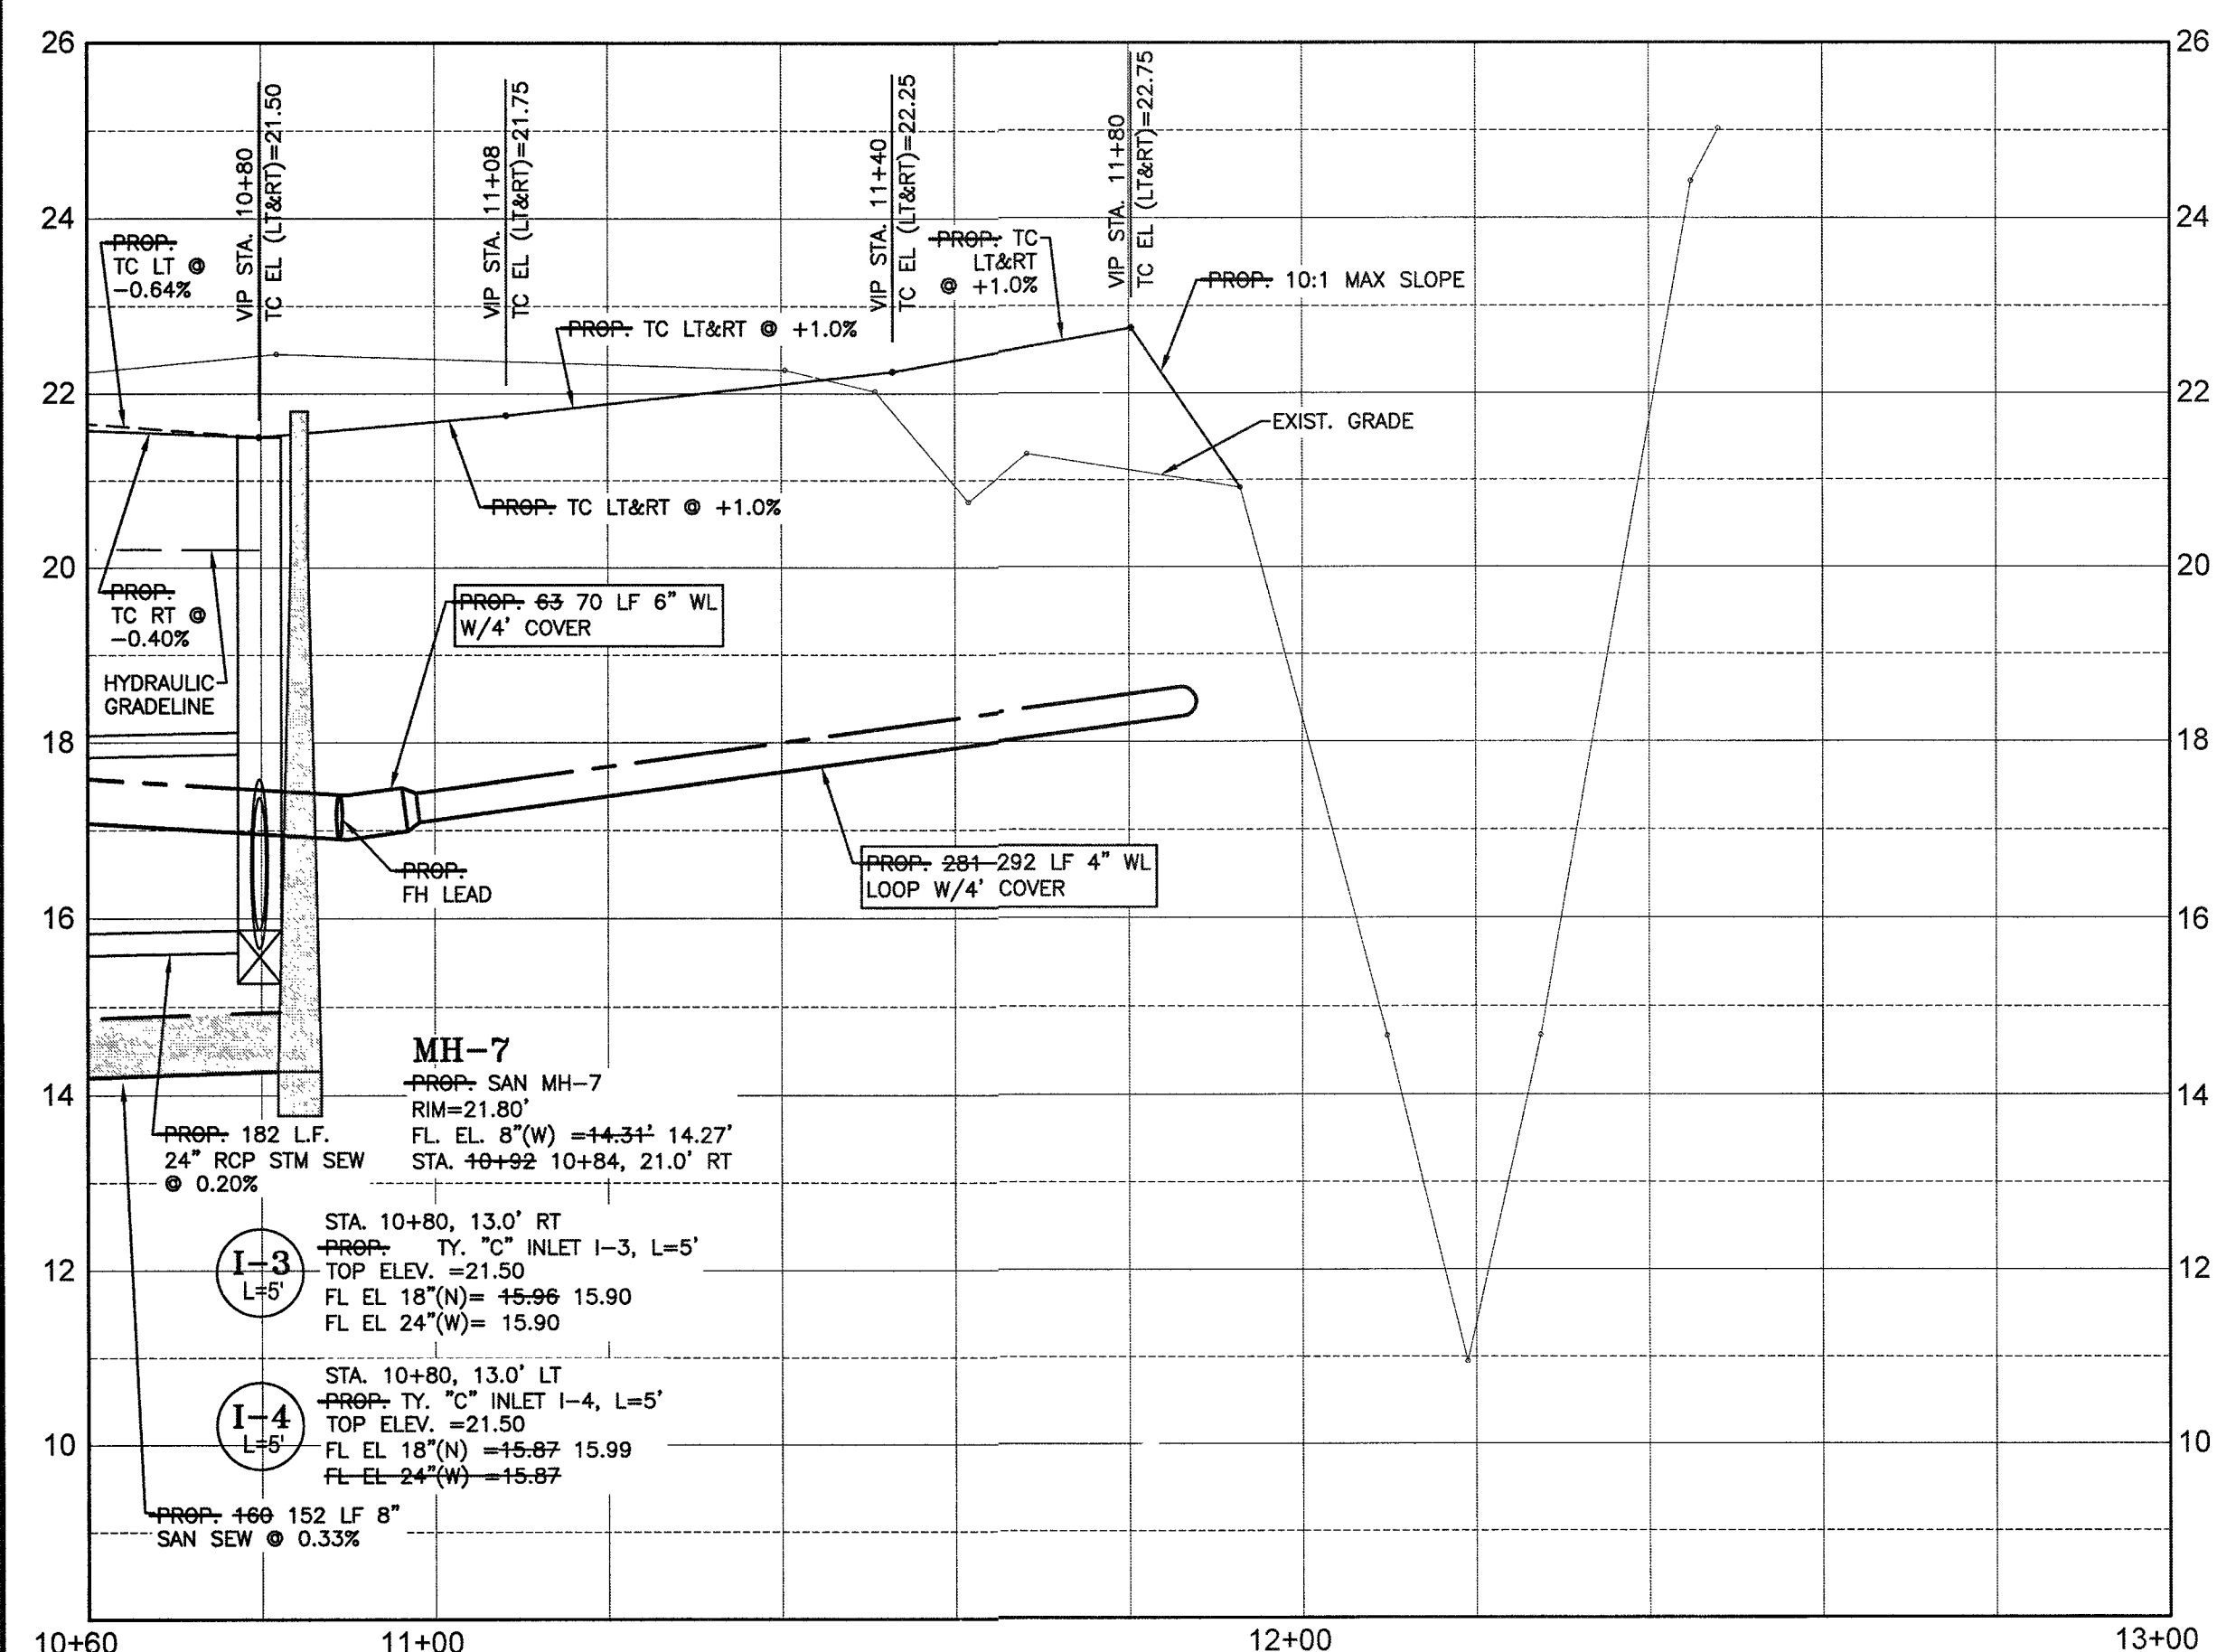 26
26
24
24
22
22
20
20
18
18
16
16
14
14
12
12
10
10
10+60
11+00
12+00
13+00
VIP STA. 10+80
TC EL (LT&RT)=21.50
VIP STA. 11+08
TC EL (LT&RT)=21.75
VIP STA. 11+40
TC EL (LT&RT)=22.25
VIP STA. 11+80
TC EL (LT&RT)=22.75
PROP.
TC LT @
-0.64%
PROP. TC
LT&RT
@ +1.0%
PROP. 10:1 MAX SLOPE
PROP. TC LT&RT @ +1.0%
EXIST. GRADE
PROP. TC LT&RT @ +1.0%
PROP.
TC RT @
-0.40%
HYDRAULIC
GRADELINE
PROP. 63 70 LF 6" WL
W/4' COVER
PROP.
FH LEAD
PROP. 281 292 LF 4" WL
LOOP W/4' COVER
MH-7
PROP. SAN MH-7
RIM=21.80'
FL. EL. 8"(W) =14.31' 14.27'
STA. 10+92 10+84, 21.0' RT
PROP. 182 L.F.
24" RCP STM SEW
@ 0.20%
I-3
L=5'
STA. 10+80, 13.0' RT
PROP. TY. "C" INLET I-3, L=5'
TOP ELEV. =21.50
FL EL 18"(N)= 15.96 15.90
FL EL 24"(W)= 15.90
I-4
L=5'
STA. 10+80, 13.0' LT
PROP. TY. "C" INLET I-4, L=5'
TOP ELEV. =21.50
FL EL 18"(N) =15.87 15.99
FL EL 24"(W) =15.87
PROP. 160 152 LF 8"
SAN SEW @ 0.33%